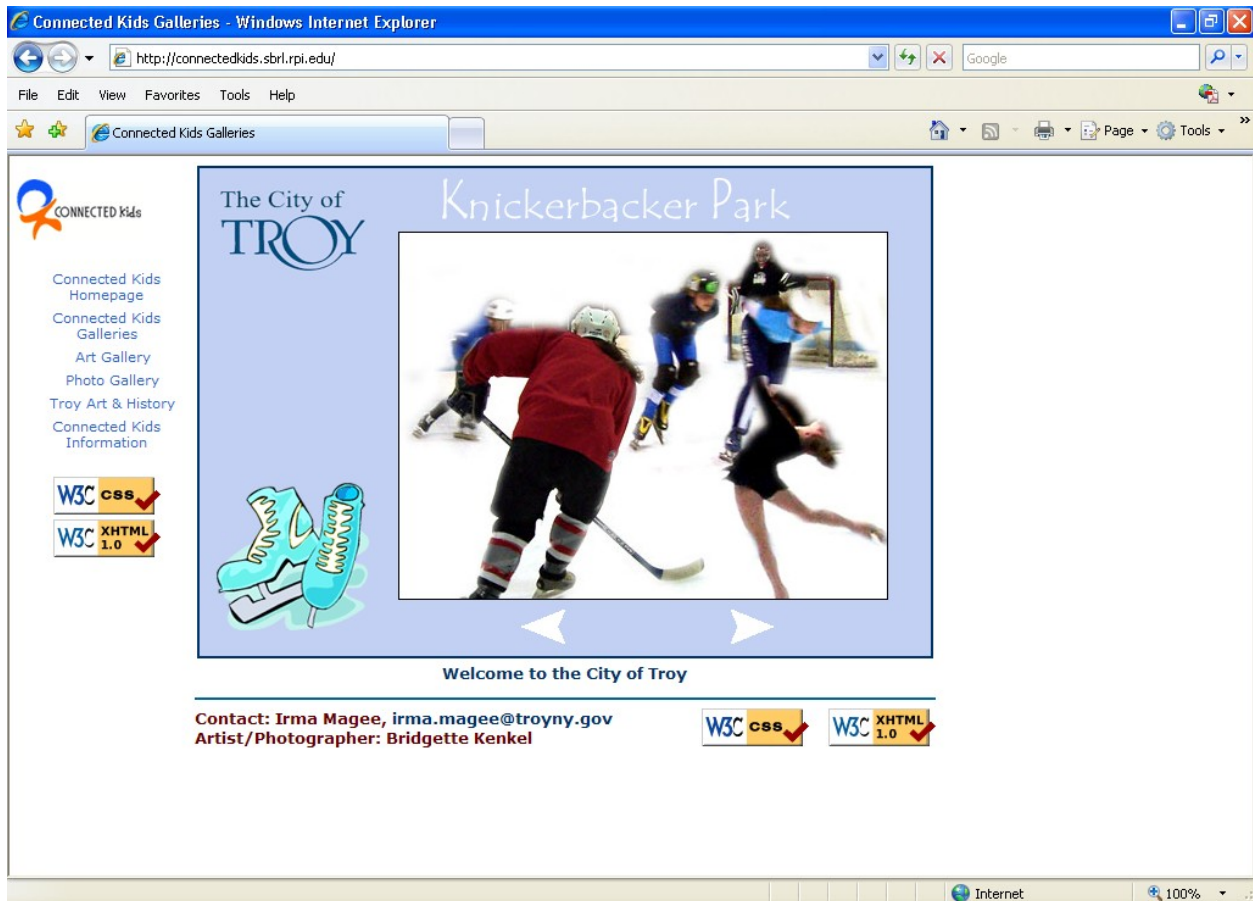 Connected Kids Galleries - Windows Internet Explorer
http://connectedkids.sbrl.rpi.edu/
Google
File Edit View Favorites Tools Help
Connected Kids Galleries
Page Tools »
CONNECTED kids
Connected Kids
Homepage
Connected Kids
Galleries
Art Gallery
Photo Gallery
Troy Art & History
Connected Kids
Information
W3C css
W3C XHTML
1.0
The City of
TROY
Knickerbacker Park
Welcome to the City of Troy
Contact: Irma Magee, irma.magee@troyny.gov
Artist/Photographer: Bridgette Kenkel
W3C css
W3C XHTML
1.0
Internet
100%